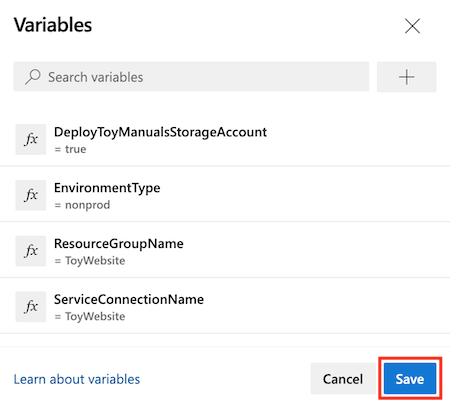 Variables
Search variables
fx
DeployToyManualsStorageAccount
= true
fx
EnvironmentType
= nonprod
fx
ResourceGroupName
= ToyWebsite
fx
ServiceConnectionName
= ToyWebsite
Learn about variables
Cancel
Save